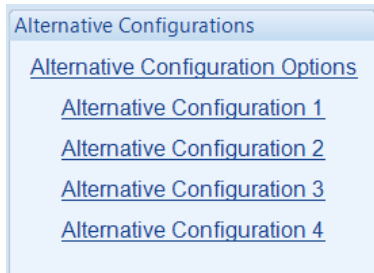 Alternative Configurations
Alternative Configuration Options
Alternative Configuration 1
Alternative Configuration 2
Alternative Configuration 3
Alternative Configuration 4